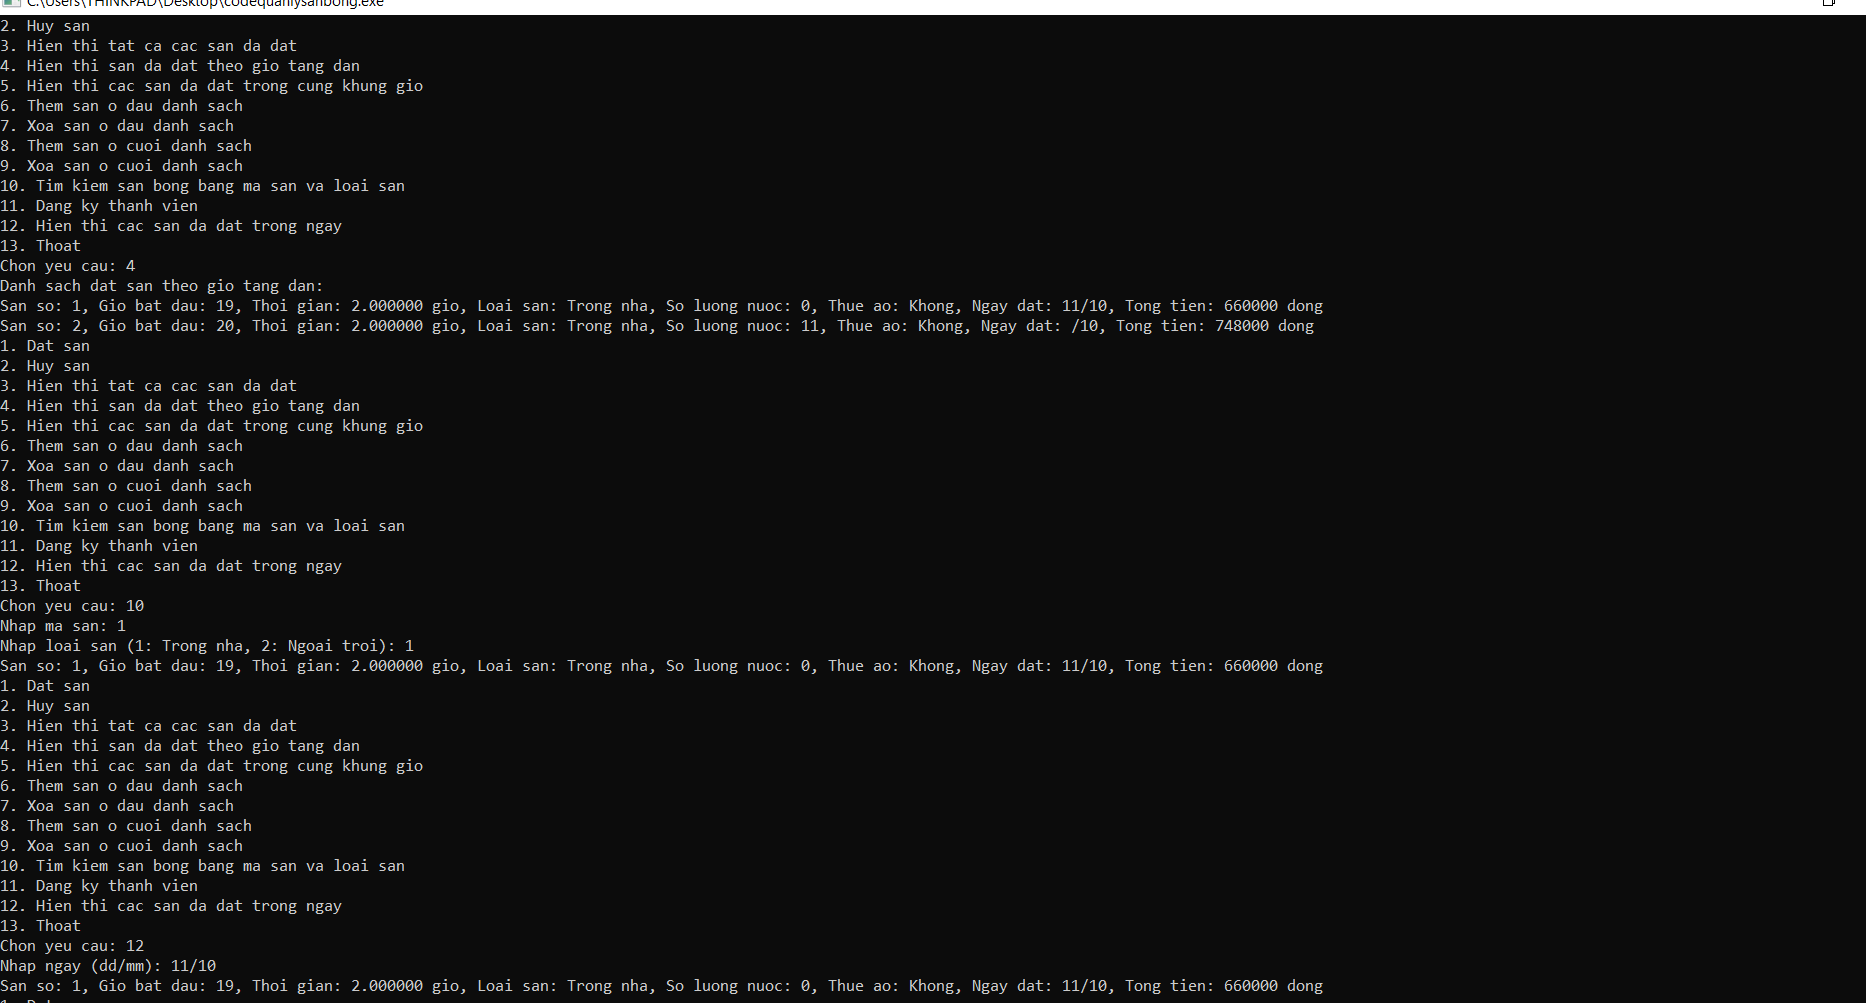 C:\Users\THINKPAD\Desktop\codequanlysanbong.exe
2. Huy san
3. Hien thi tat ca cac san da dat
4. Hien thi san da dat theo gio tang dan
5. Hien thi cac san da dat trong cung khung gio
6. Them san o dau danh sach
7. Xoa san o dau danh sach
8. Them san o cuoi danh sach
9. Xoa san o cuoi danh sach
10. Tim kiem san bong bang ma san va loai san
11. Dang ky thanh vien
12. Hien thi cac san da dat trong ngay
13. Thoat
Chon yeu cau: 4
Danh sach dat san theo gio tang dan:
San so: 1, Gio bat dau: 19, Thoi gian: 2.000000 gio, Loai san: Trong nha, So luong nuoc: 0, Thue ao: Khong, Ngay dat: 11/10, Tong tien: 660000 dong
San so: 2, Gio bat dau: 20, Thoi gian: 2.000000 gio, Loai san: Trong nha, So luong nuoc: 11, Thue ao: Khong, Ngay dat: /10, Tong tien: 748000 dong
1. Dat san
2. Huy san
3. Hien thi tat ca cac san da dat
4. Hien thi san da dat theo gio tang dan
5. Hien thi cac san da dat trong cung khung gio
6. Them san o dau danh sach
7. Xoa san o dau danh sach
8. Them san o cuoi danh sach
9. Xoa san o cuoi danh sach
10. Tim kiem san bong bang ma san va loai san
11. Dang ky thanh vien
12. Hien thi cac san da dat trong ngay
13. Thoat
Chon yeu cau: 10
Nhap ma san: 1
Nhap loai san (1: Trong nha, 2: Ngoai troi): 1
San so: 1, Gio bat dau: 19, Thoi gian: 2.000000 gio, Loai san: Trong nha, So luong nuoc: 0, Thue ao: Khong, Ngay dat: 11/10, Tong tien: 660000 dong
1. Dat san
2. Huy san
3. Hien thi tat ca cac san da dat
4. Hien thi san da dat theo gio tang dan
5. Hien thi cac san da dat trong cung khung gio
6. Them san o dau danh sach
7. Xoa san o dau danh sach
8. Them san o cuoi danh sach
9. Xoa san o cuoi danh sach
10. Tim kiem san bong bang ma san va loai san
11. Dang ky thanh vien
12. Hien thi cac san da dat trong ngay
13. Thoat
Chon yeu cau: 12
Nhap ngay (dd/mm): 11/10
San so: 1, Gio bat dau: 19, Thoi gian: 2.000000 gio, Loai san: Trong nha, So luong nuoc: 0, Thue ao: Khong, Ngay dat: 11/10, Tong tien: 660000 dong